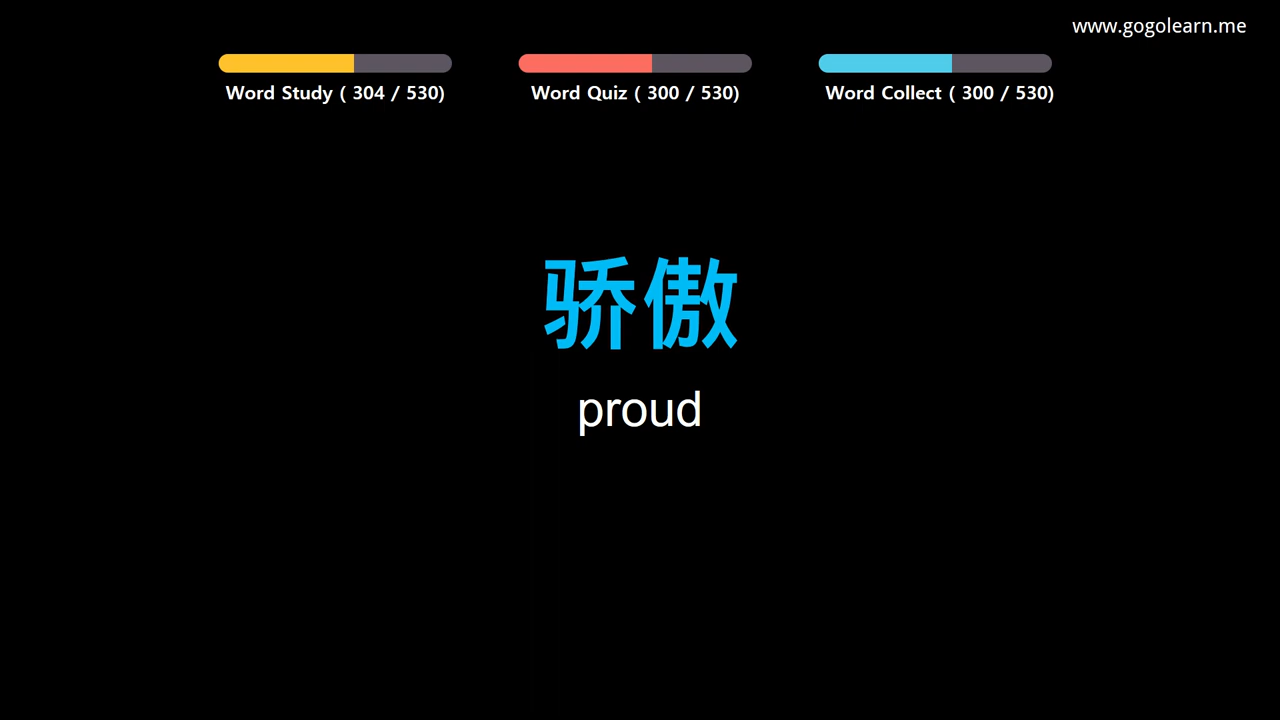 www.gogolearn.me
Word Study ( 304 / 530)
Word Quiz ( 300 / 530)
Word Collect ( 300 / 530)
骄傲
proud